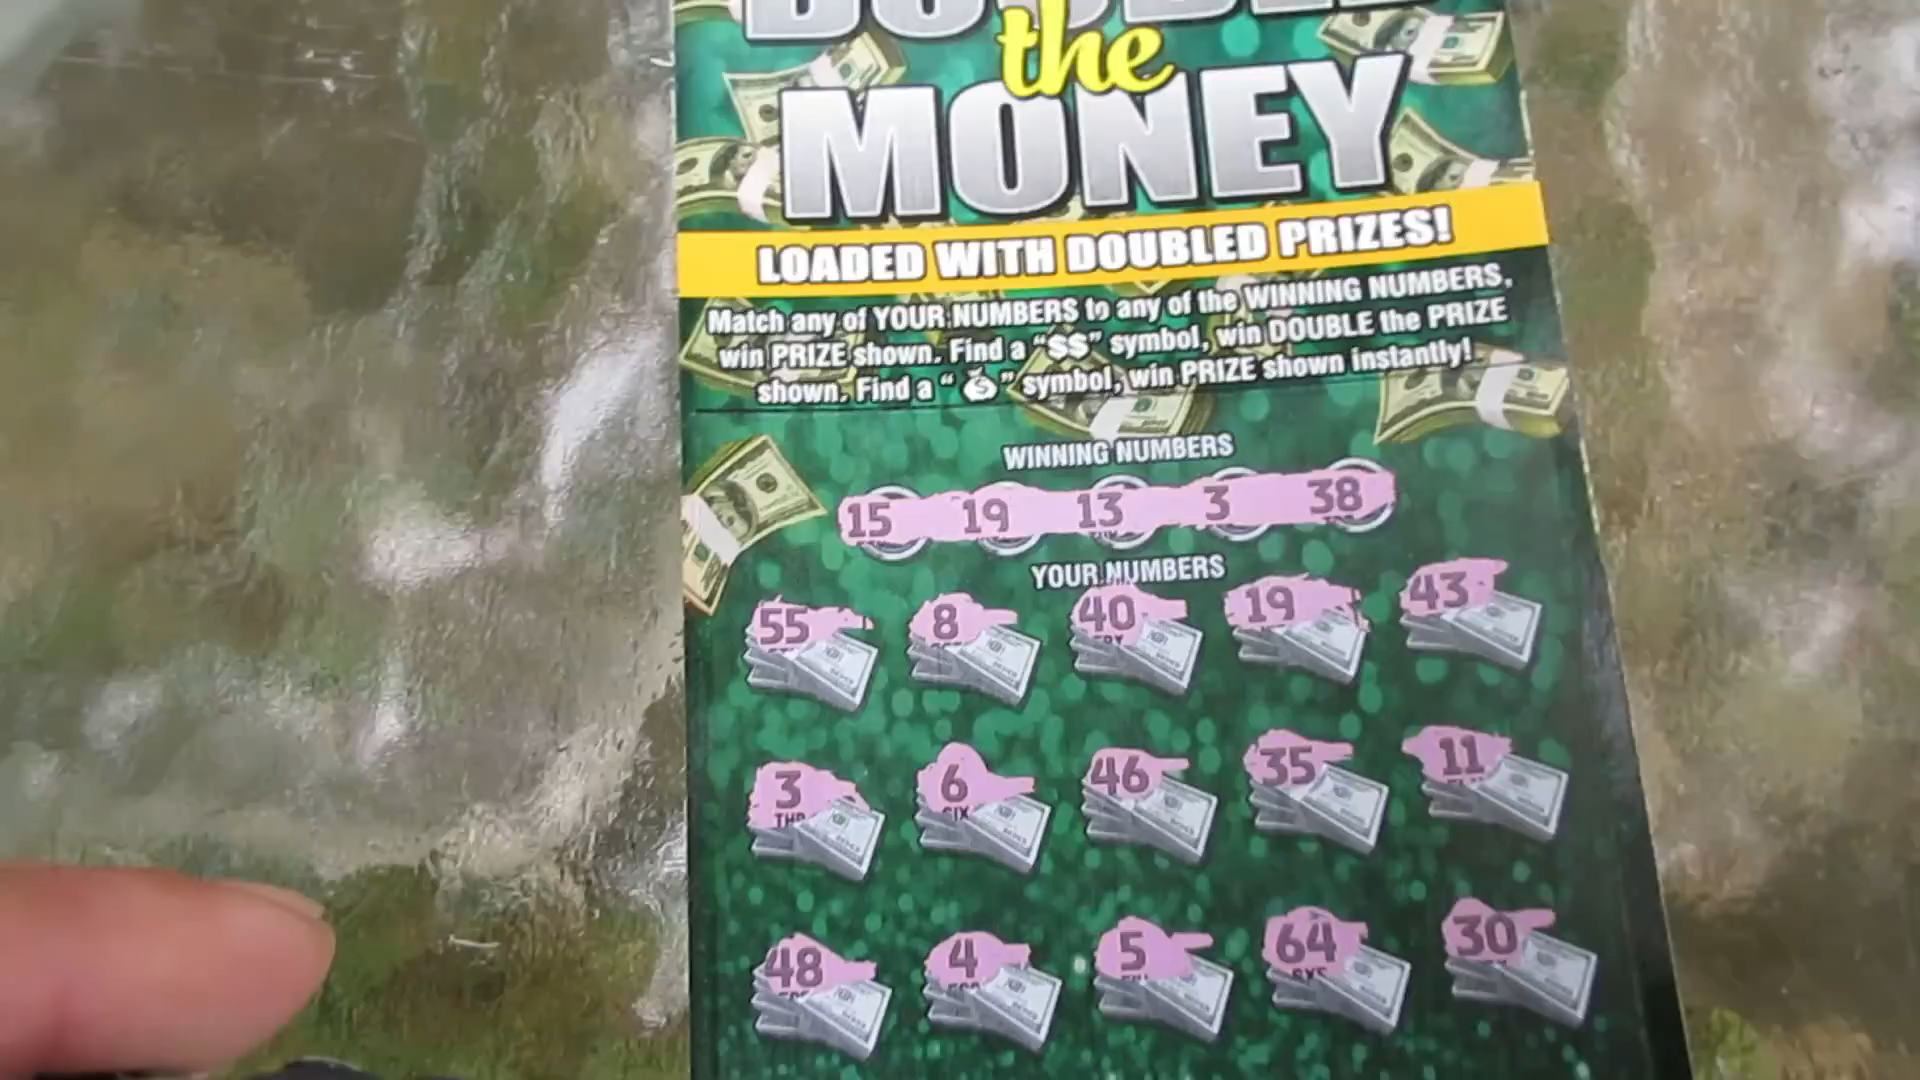 DOUBLE
the
MONEY
LOADED WITH DOUBLED PRIZES!
Match any of YOUR NUMBERS to any of the WINNING NUMBERS,
win PRIZE shown. Find a "$$" symbol, win DOUBLE the PRIZE
shown. Find a " $ " symbol, win PRIZE shown instantly!
WINNING NUMBERS
15 19 13 3 38
YOUR NUMBERS
55 8 40 19 43
3 6 46 35 11
THR SIX
48 4 5 64 30